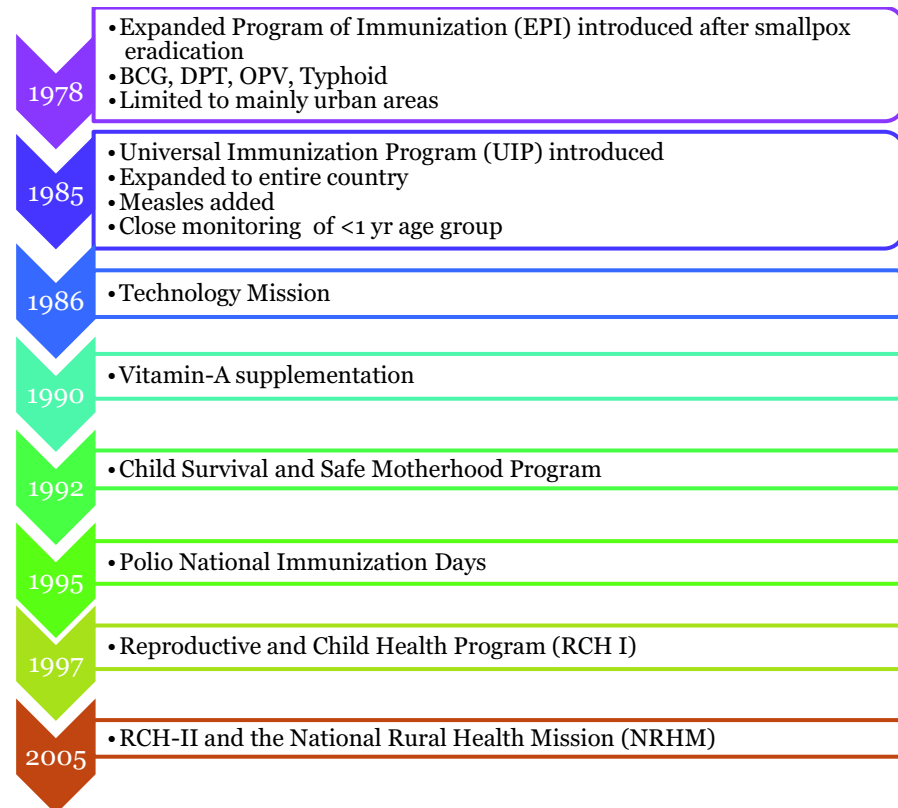 1978
•Expanded Program of Immunization (EPI) introduced after smallpox
eradication
•BCG, DPT, OPV, Typhoid
•Limited to mainly urban areas
1985
•Universal Immunization Program (UIP) introduced
•Expanded to entire country
•Measles added
•Close monitoring of <1 yr age group
1986
•Technology Mission
1990
•Vitamin-A supplementation
1992
•Child Survival and Safe Motherhood Program
1995
•Polio National Immunization Days
1997
•Reproductive and Child Health Program (RCH I)
2005
•RCH-II and the National Rural Health Mission (NRHM)